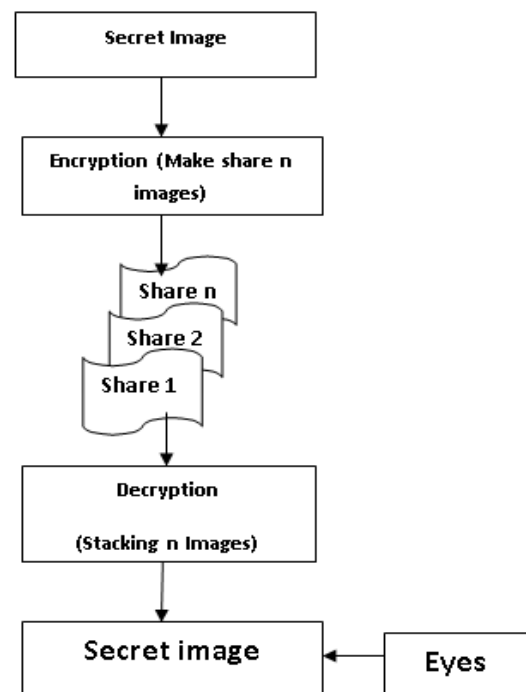 Secret Image
Encryption (Make share n
images)
Share n
Share 2
Share 1
Decryption
(Stacking n Images)
Secret image
Eyes